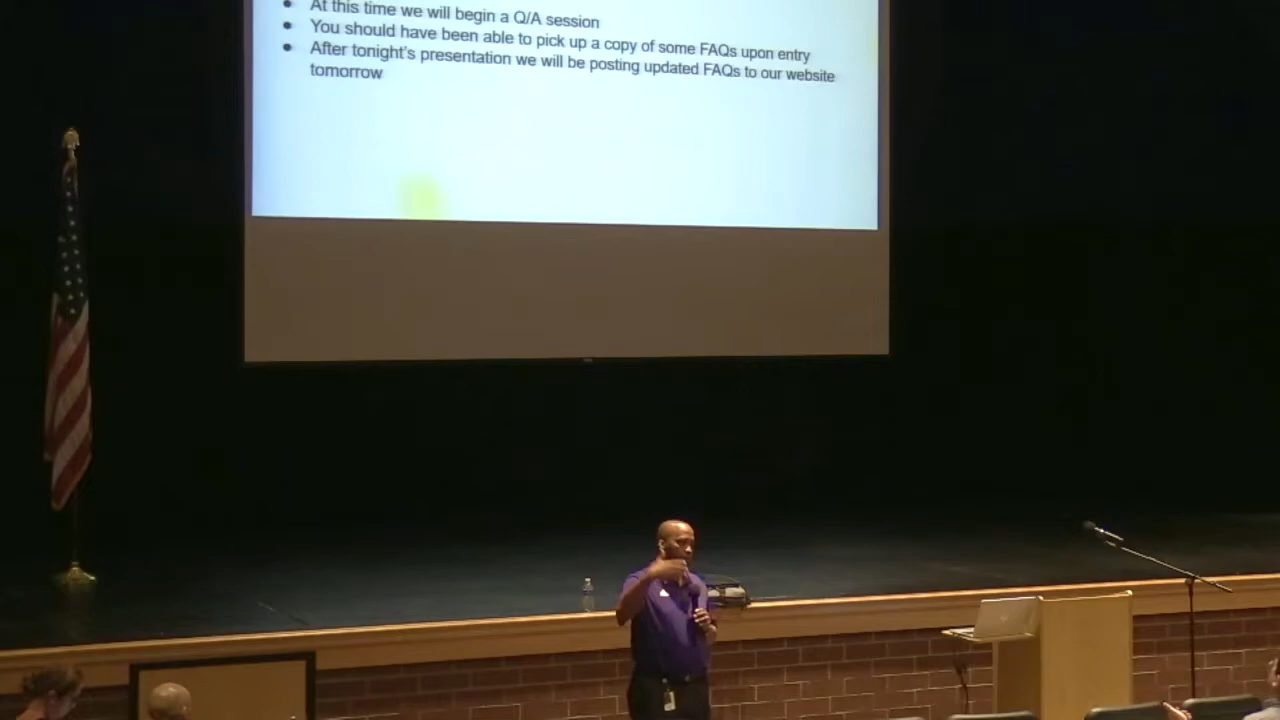 At this time we will begin a Q/A session
You should have been able to pick up a copy of some FAQs upon entry
After tonight's presentation we will be posting updated FAQs to our website
tomorrow